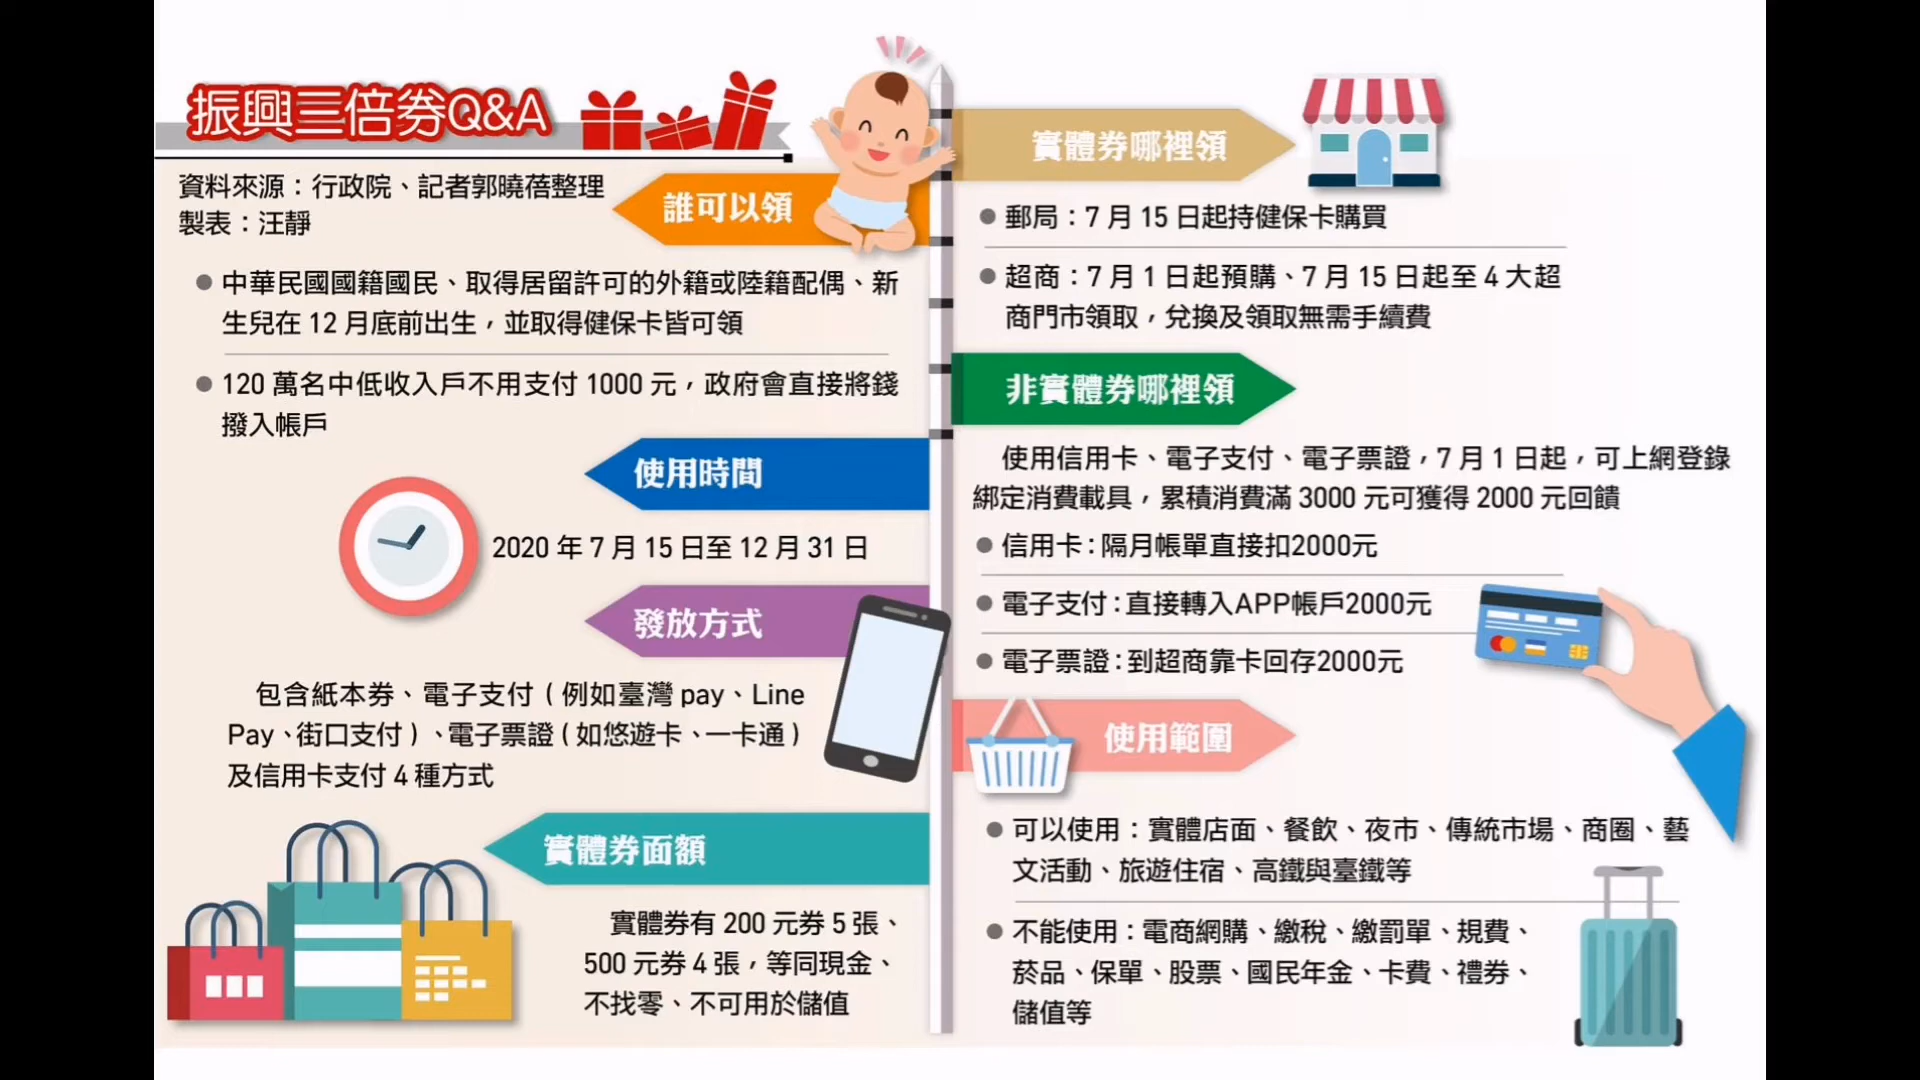 振興三倍券Q&A
資料來源：行政院、記者郭曉蓓整理
製表：汪靜
誰可以領
中華民國國籍國民、取得居留許可的外籍或陸籍配偶、新
生兒在 12 月底前出生，並取得健保卡皆可領
120 萬名中低收入戶不用支付 1000 元，政府會直接將錢
撥入帳戶
使用時間
2020 年 7 月 15 日至 12 月 31 日
發放方式
包含紙本券、電子支付（例如臺灣 pay、Line
Pay、街口支付）、電子票證（如悠遊卡、一卡通）
及信用卡支付 4 種方式
實體券面額
實體券有 200 元券 5 張、
500 元券 4 張，等同現金、
不找零、不可用於儲值
實體券哪裡領
郵局：7 月 15 日起持健保卡購買
超商：7 月 1 日起預購、7 月 15 日起至 4 大超
商門市領取，兌換及領取無需手續費
非實體券哪裡領
使用信用卡、電子支付、電子票證，7 月 1 日起，可上網登錄
綁定消費載具，累積消費滿 3000 元可獲得 2000 元回饋
信用卡：隔月帳單直接扣2000元
電子支付：直接轉入APP帳戶2000元
電子票證：到超商靠卡回存2000元
使用範圍
可以使用：實體店面、餐飲、夜市、傳統市場、商圈、藝
文活動、旅遊住宿、高鐵與臺鐵等
不能使用：電商網購、繳稅、繳罰單、規費、
菸品、保單、股票、國民年金、卡費、禮券、
儲值等